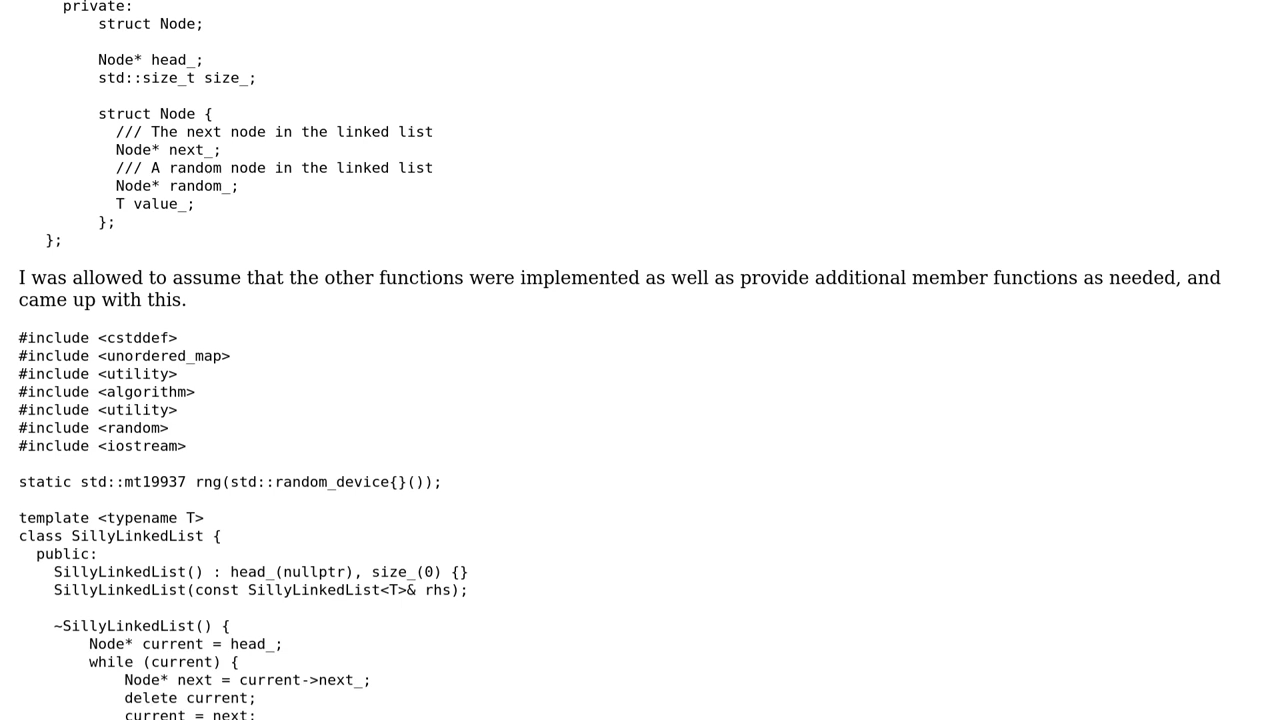 private:
struct Node;
Node* head_;
std::size_t size_;
struct Node {
/// The next node in the linked list
Node* next_;
/// A random node in the linked list
Node* random_;
T value_;
};
};
I was allowed to assume that the other functions were implemented as well as provide additional member functions as needed, and
came up with this.
#include <cstddef>
#include <unordered_map>
#include <utility>
#include <algorithm>
#include <utility>
#include <random>
#include <iostream>
static std::mt19937 rng(std::random_device{}());
template <typename T>
class SillyLinkedList {
public:
SillyLinkedList() : head_(nullptr), size_(0) {}
SillyLinkedList(const SillyLinkedList<T>& rhs);
~SillyLinkedList() {
Node* current = head_;
while (current) {
Node* next = current->next_;
delete current;
current = next;